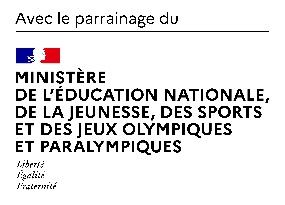 Avec le parrainage du
MINISTÈRE
DE L'ÉDUCATION NATIONALE,
DE LA JEUNESSE, DES SPORTS
ET DES JEUX OLYMPIQUES
ET PARALYMPIQUES
Liberté
Égalité
Fraternité